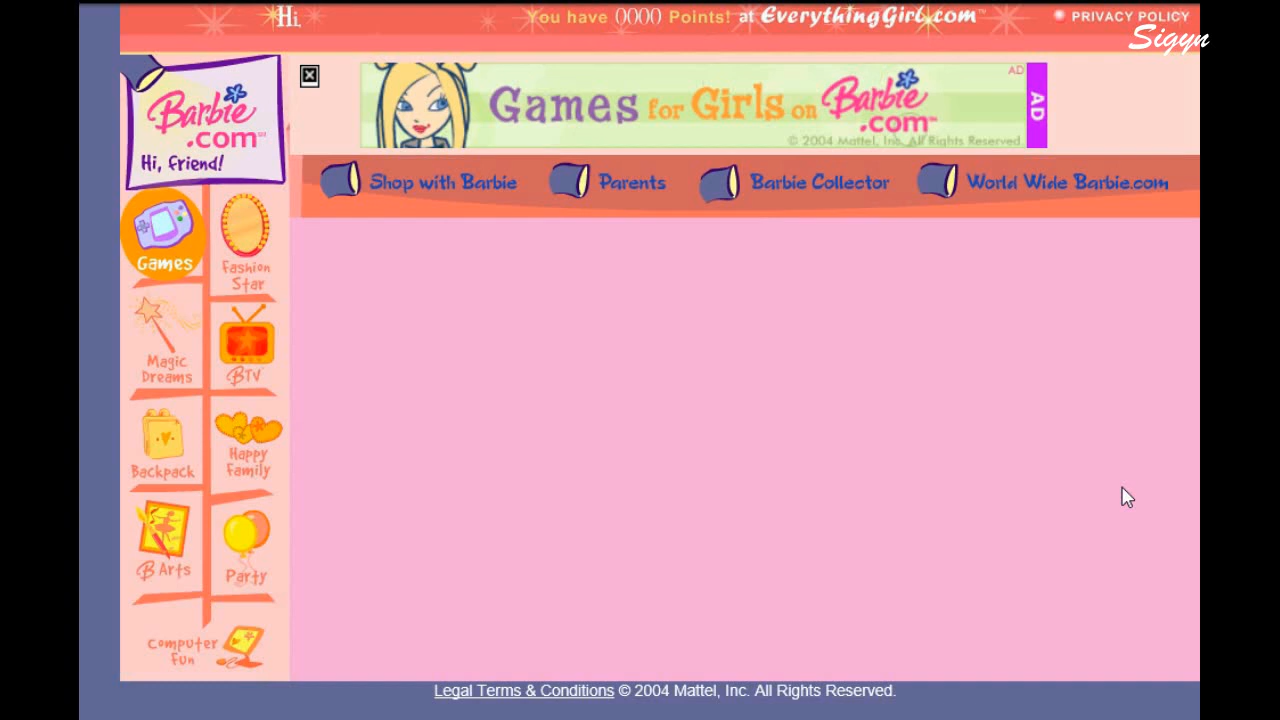 Hi.
You have 0000 Points! at EverythingGirl.com™
PRIVACY POLICY
Sigyn
Barbie
.com℠
Hi, friend!
AD
Games for Girls on Barbie
.com™
© 2004 Mattel, Inc. All Rights Reserved.
AD
Shop with Barbie
Parents
Barbie Collector
World Wide Barbie.com
Games
Fashion
Star
Magic
Dreams
BTV
Backpack
Happy
Family
B Arts
Party
Computer
Fun
Legal Terms & Conditions © 2004 Mattel, Inc. All Rights Reserved.